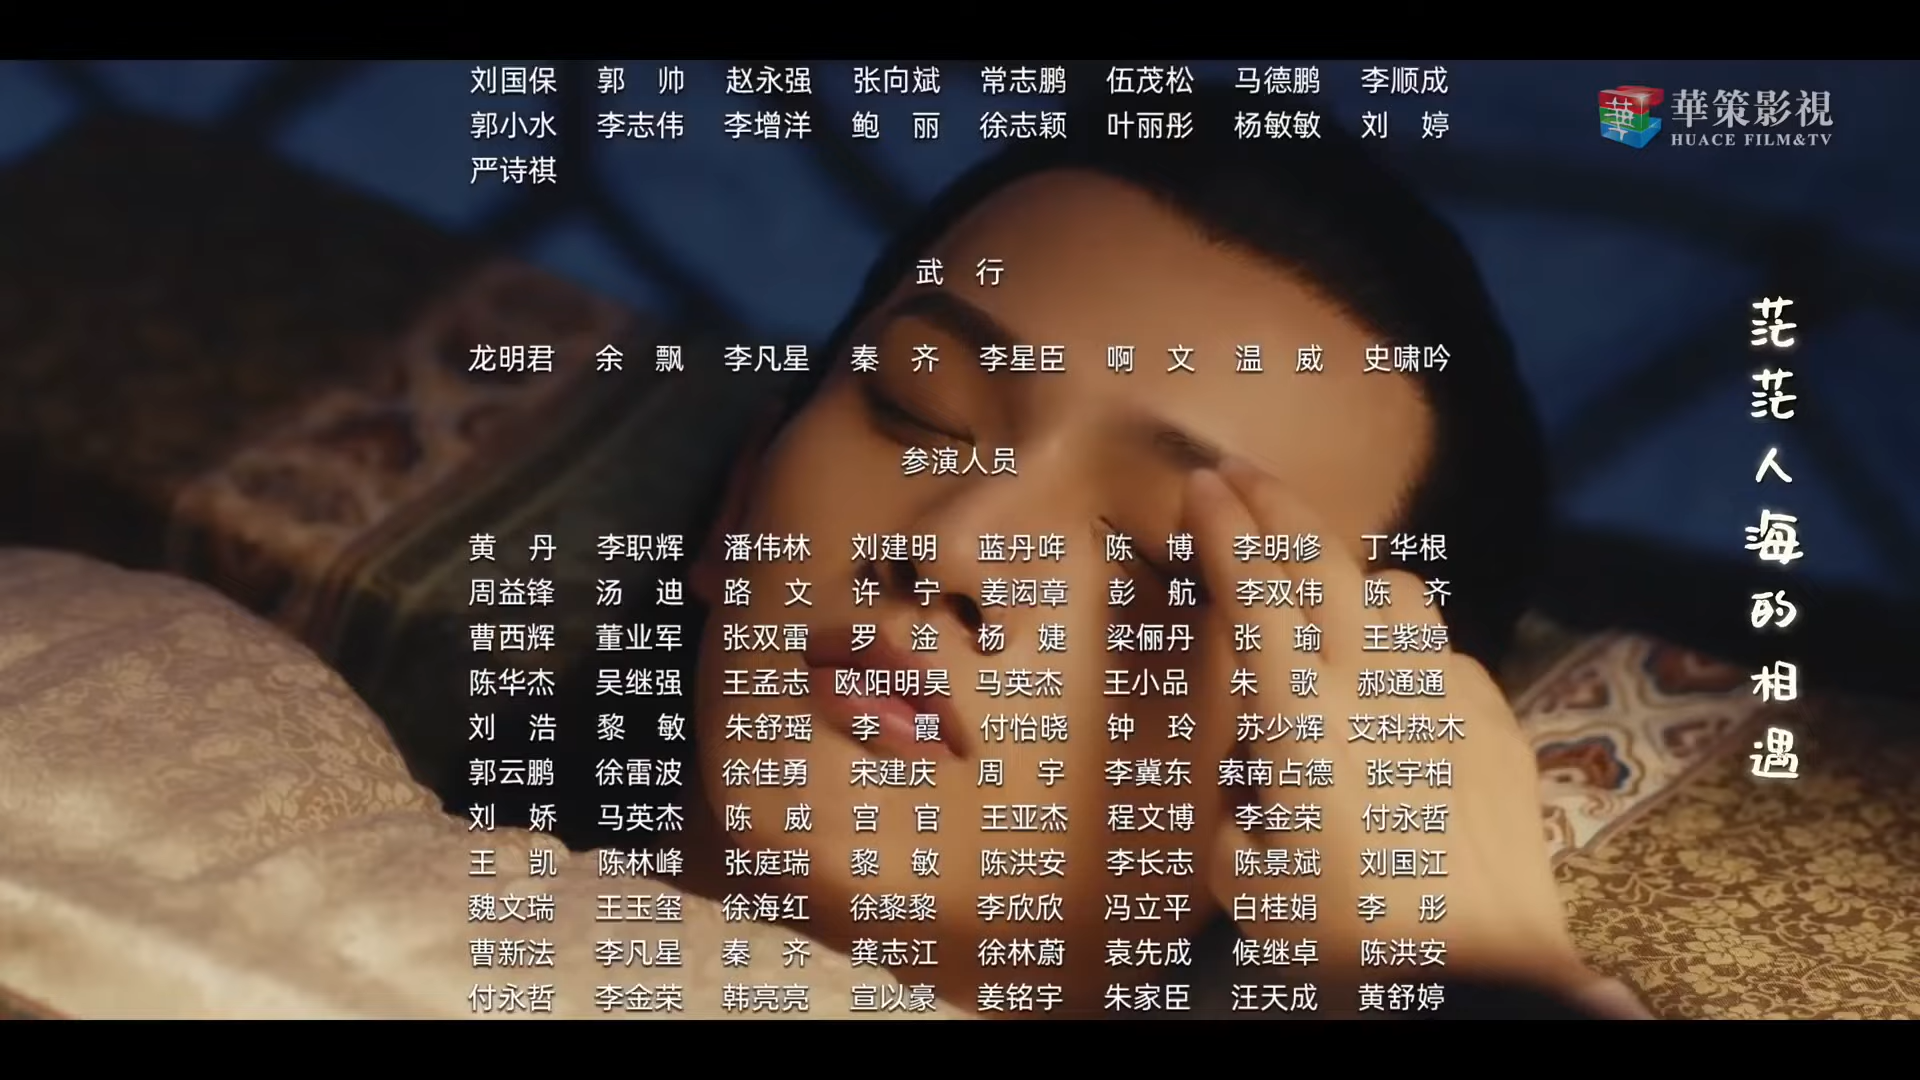 刘国保 郭 帅 赵永强 张向斌 常志鹏 伍茂松 马德鹏 李顺成
郭小水 李志伟 李增洋 鲍 丽 徐志颖 叶丽彤 杨敏敏 刘 婷
严诗祺
華策影視
HUACE FILM&TV
武 行
龙明君 余 飘 李凡星 秦 齐 李星臣 啊 文 温 威 史啸吟
参演人员
黄 丹 李职辉 潘伟林 刘建明 蓝丹哖 陈 博 李明修 丁华根
周益锋 汤 迪 路 文 许 宁 姜闳章 彭 航 李双伟 陈 齐
曹西辉 董业军 张双雷 罗 淦 杨 婕 梁俪丹 张 瑜 王紫婷
陈华杰 吴继强 王孟志 欧阳明昊 马英杰 王小品 朱 歌 郝通通
刘 浩 黎 敏 朱舒瑶 李 霞 付怡晓 钟 玲 苏少辉 艾科热木
郭云鹏 徐雷波 徐佳勇 宋建庆 周 宇 李冀东 索南占德 张宇柏
刘 娇 马英杰 陈 威 宫 官 王亚杰 程文博 李金荣 付永哲
王 凯 陈林峰 张庭瑞 黎 敏 陈洪安 李长志 陈景斌 刘国江
魏文瑞 王玉玺 徐海红 徐黎黎 李欣欣 冯立平 白桂娟 李 彤
曹新法 李凡星 秦 齐 龚志江 徐林蔚 袁先成 候继卓 陈洪安
付永哲 李金荣 韩亮亮 宣以豪 姜铭宇 朱家臣 汪天成 黄舒婷
茫茫人海的相遇